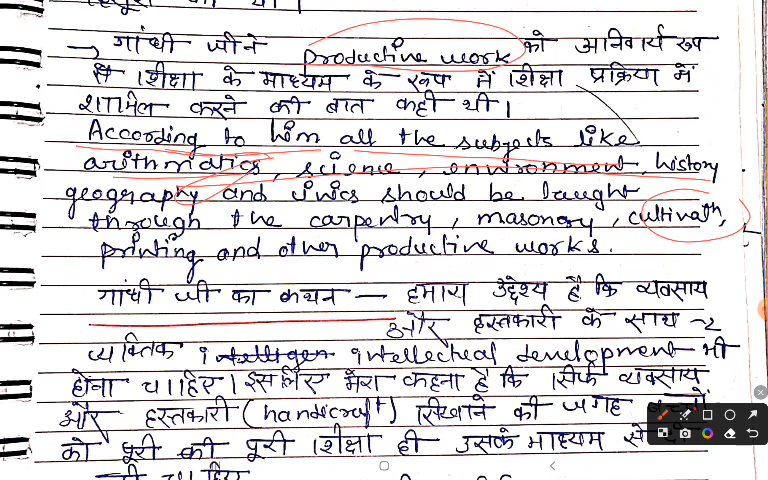 → गांधी जी ने productive work को अनिवार्य रूप
से शिक्षा के माध्यम के रूप में शिक्षा प्रक्रिया में
शामिल करने की बात कही थी।
According to him all the subjects like
arithmatics, science, environment, history
geography and civics should be taught
through the carpentry, masonary, cultivath,
printing and other productive works.
गांधी जी का कथन — हमारा उद्देश्य है कि व्यवसाय
और हस्तकारी के साथ-2
व्यक्तिक intellectual development भी
होना चाहिए। इसलिए मेरा कहना है कि सिर्फ व्यवसाय
और हस्तकारी (handicraft) सिखाने की जगह
को पूरी की पूरी शिक्षा ही उसके माध्यम से